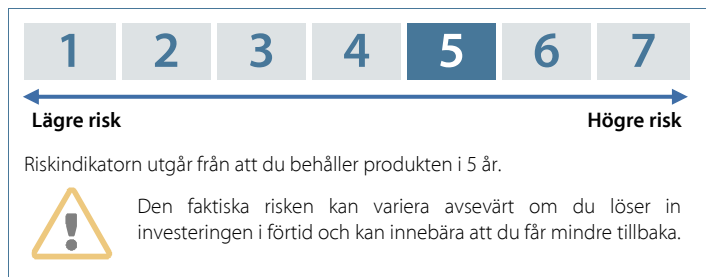 1 2 3 4 5 6 7
Lägre risk Högre risk
Riskindikatorn utgår från att du behåller produkten i 5 år.
Den faktiska risken kan variera avsevärt om du löser in
investeringen i förtid och kan innebära att du får mindre tillbaka.